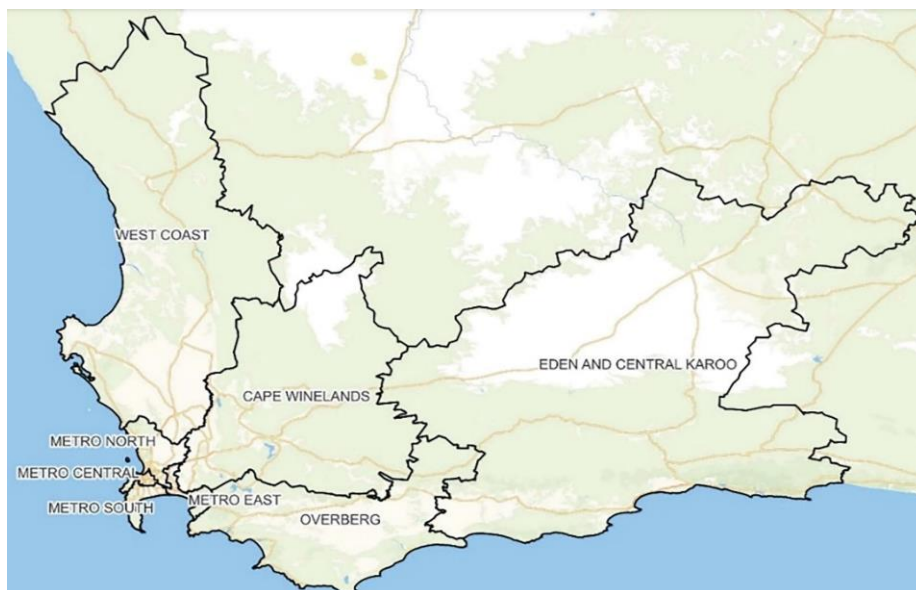 WEST COAST
EDEN AND CENTRAL KAROO
CAPE WINELANDS
METRO NORTH
METRO CENTRAL
METRO EAST
METRO SOUTH
OVERBERG